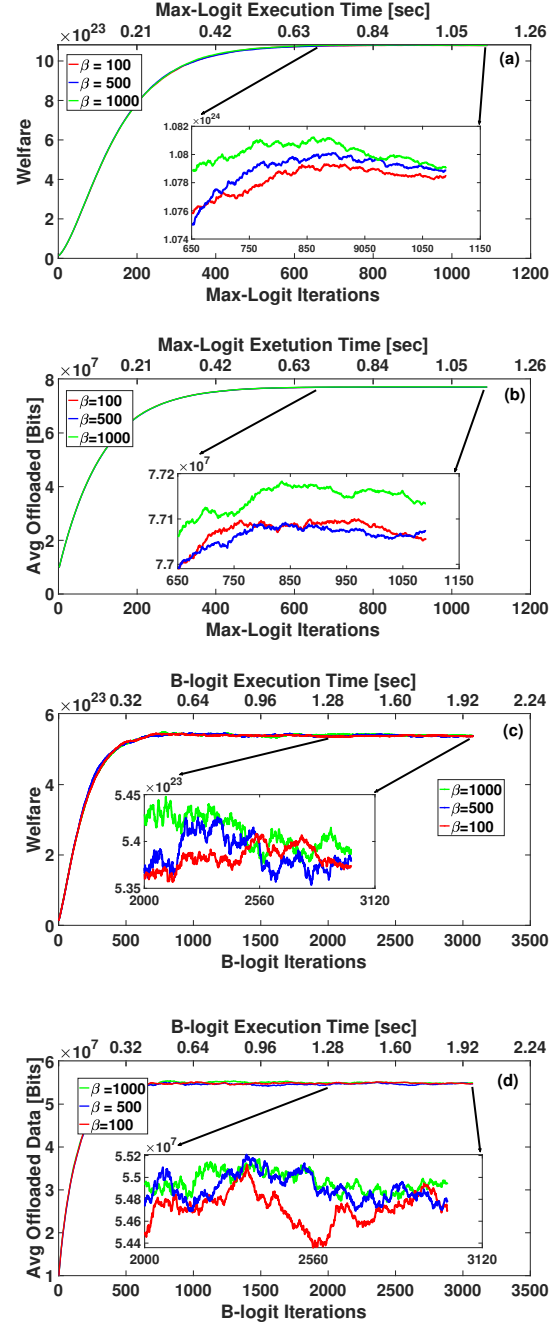 Max-Logit Execution Time [sec]
×10^23 0 0.21 0.42 0.63 0.84 1.05 1.26
(a)
β = 100
β = 500
β = 1000
Welfare
10
8
6
4
2
0
×10^24
1.082
1.08
1.078
1.076
1.074
650 750 850 950 1050 1150
0 200 400 600 800 1000 1200
Max-Logit Iterations
Max-Logit Exetution Time [sec]
×10^7 0.21 0.42 0.63 0.84 1.05 1.26
(b)
β=100
β=500
β=1000
Avg Offloaded [Bits]
8
6
4
2
0
×10^7
7.72
7.71
7.7
650 750 850 950 1050 1150
0 200 400 600 800 1000 1200
Max-Logit Iterations
B-logit Execution Time [sec]
×10^23 0.32 0.64 0.96 1.28 1.60 1.92 2.24
(c)
β=1000
β=500
β=100
Welfare
6
4
2
0
×10^23
5.45
5.4
5.35
2000 2560 3120
0 500 1000 1500 2000 2500 3000 3500
B-logit Iterations
B-logit Execution Time [sec]
×10^7 0.32 0.64 0.96 1.28 1.60 1.92 2.24
(d)
β=1000
β = 500
β=100
Avg Offloaded Data [Bits]
6
5
4
3
2
1
×10^7
5.52
5.5
5.48
5.46
5.44
2000 2560 3120
0 500 1000 1500 2000 2500 3000 3500
B-logit Iterations